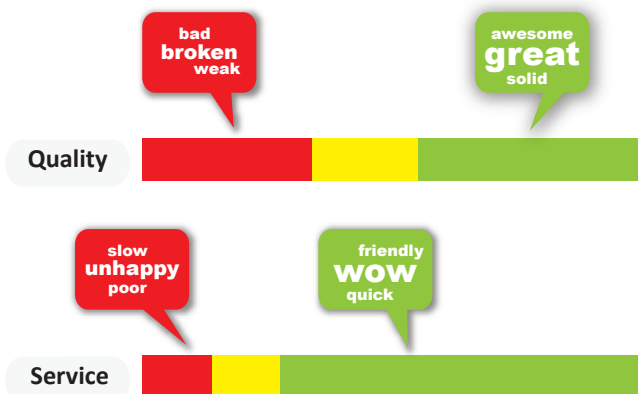 bad
broken
weak
awesome
great
solid
Quality
slow
unhappy
poor
friendly
wow
quick
Service